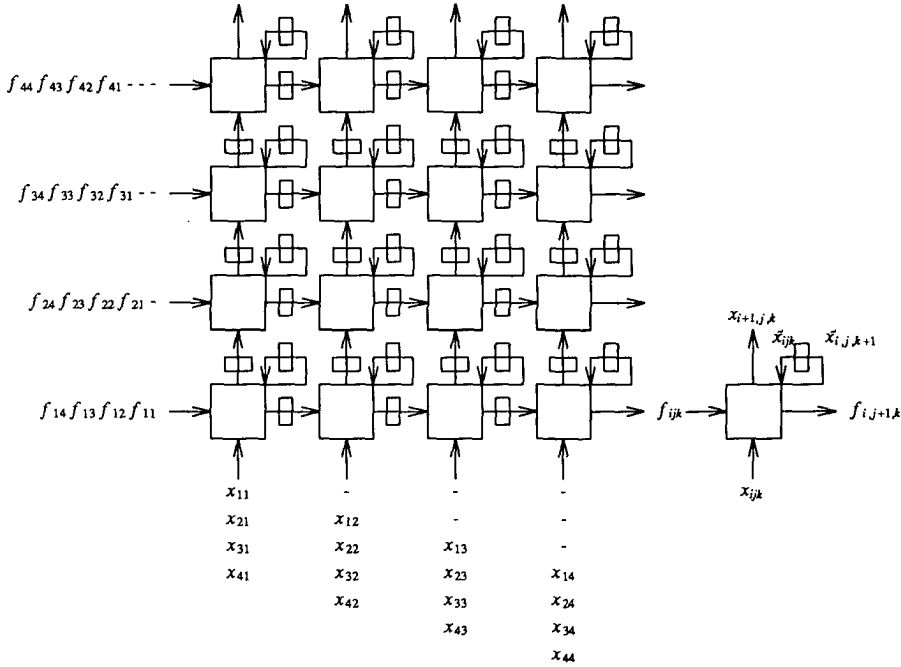 f44 f43 f42 f41 - - -
f34 f33 f32 f31 - -
f24 f23 f22 f21 -
f14 f13 f12 f11
xi+1,j,k
x⃗ijk x⃗i,j,k+1
fijk fi,j+1,k
xijk
x11 - - -
x21 x12 - -
x31 x22 x13 -
x41 x32 x23 x14
x42 x33 x24
x43 x34
x44